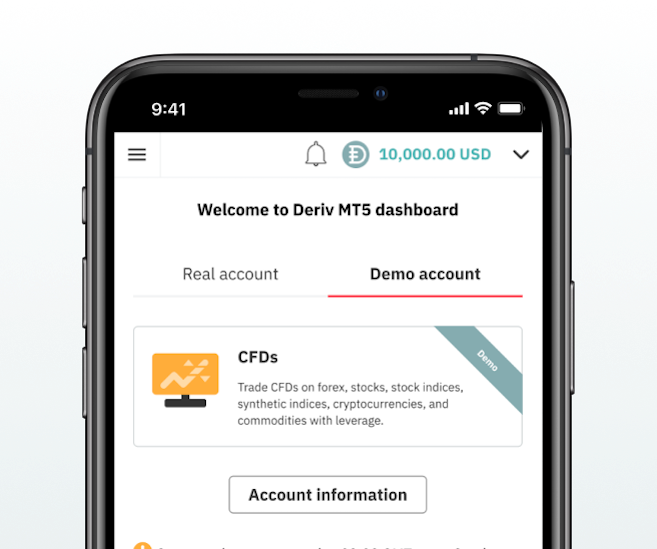 9:41
10,000.00 USD
Welcome to Deriv MT5 dashboard
Real account
Demo account
CFDs
Demo
Trade CFDs on forex, stocks, stock indices,
synthetic indices, cryptocurrencies, and
commodities with leverage.
Account information